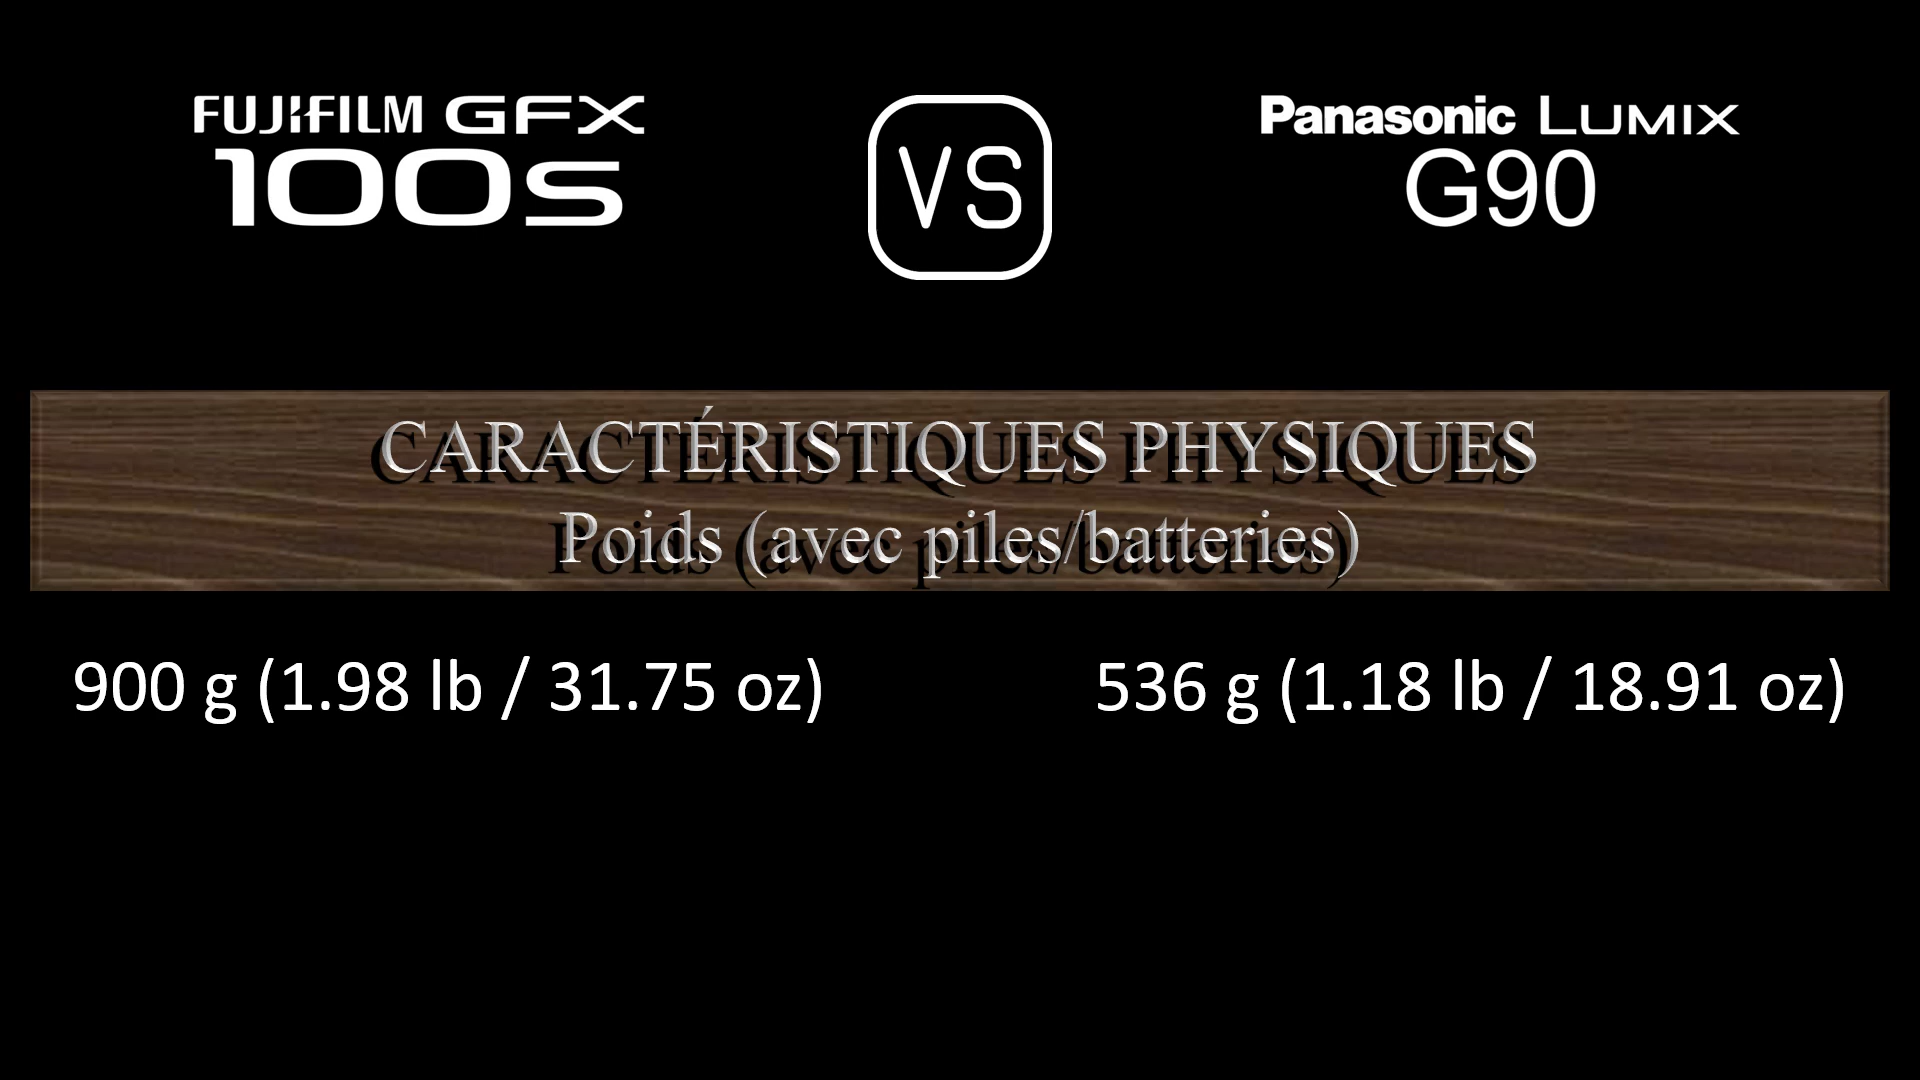 FUJIFILM GFX
100S
VS
Panasonic LUMIX
G90
CARACTÉRISTIQUES PHYSIQUES
Poids (avec piles/batteries)
900 g (1.98 lb / 31.75 oz)
536 g (1.18 lb / 18.91 oz)